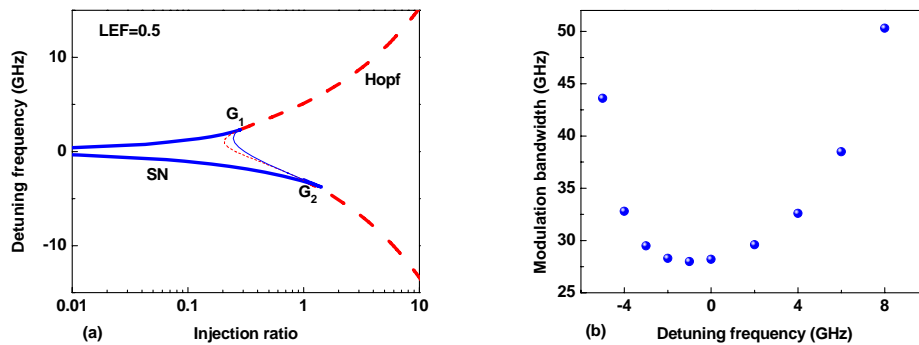 LEF=0.5
Hopf
G1
SN
G2
15
10
0
-10
0.01
0.1
1
10
Detuning frequency (GHz)
(a)
Injection ratio
50
45
40
35
30
25
-4
0
4
8
Modulation bandwidth (GHz)
(b)
Detuning frequency (GHz)